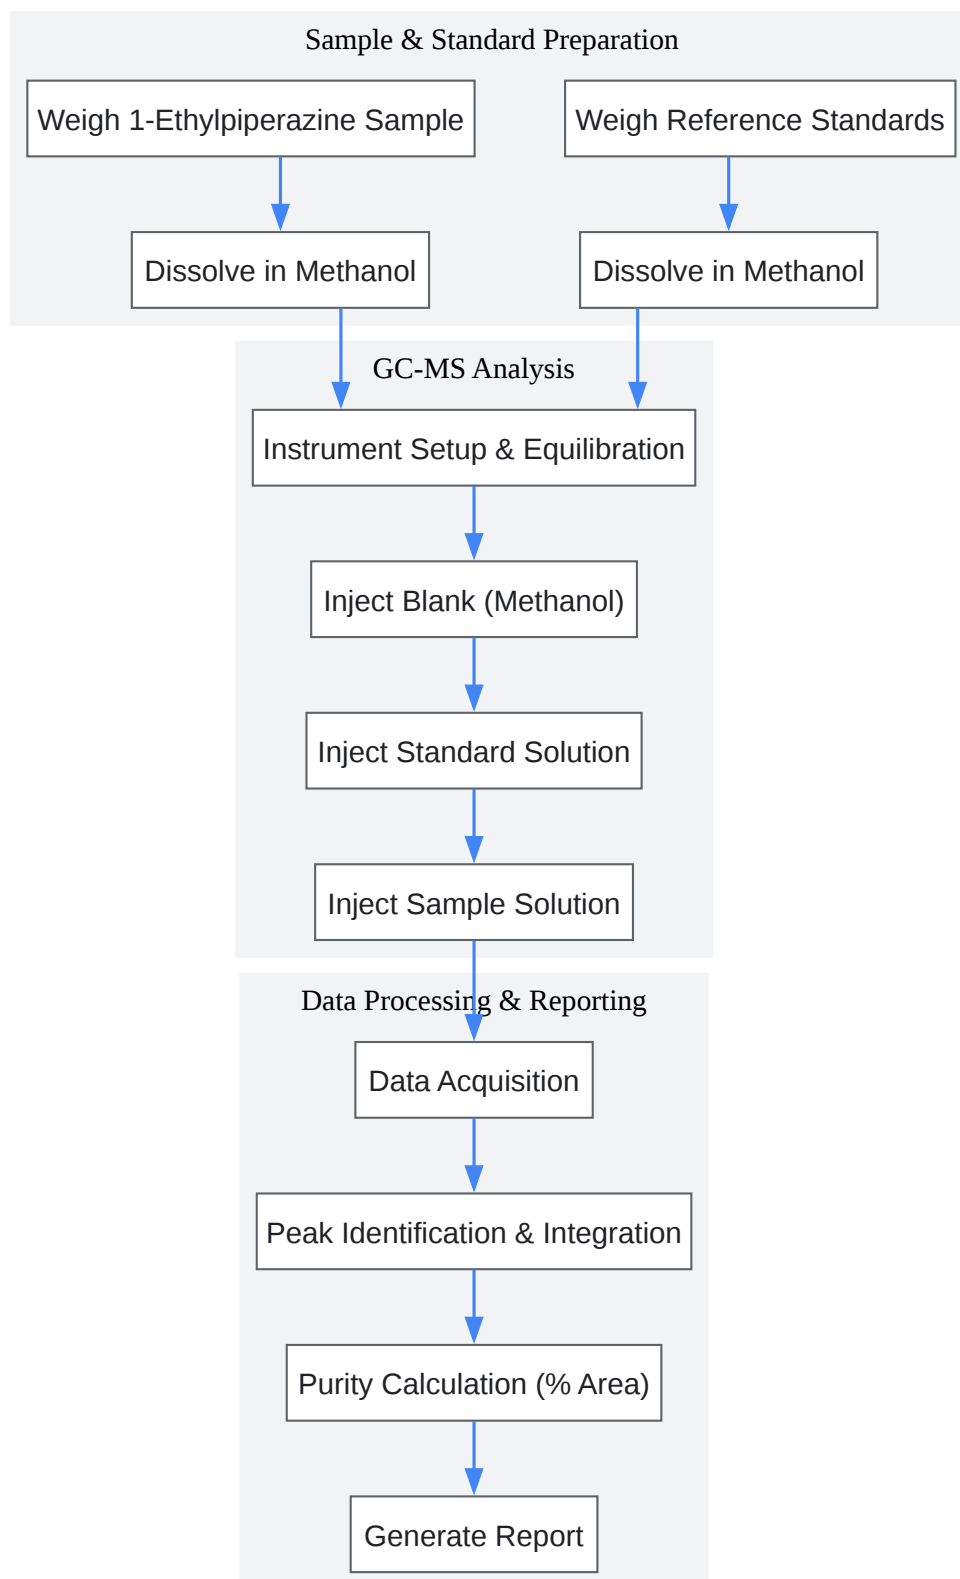 Sample & Standard Preparation
Weigh 1-Ethylpiperazine Sample
Weigh Reference Standards
Dissolve in Methanol
Dissolve in Methanol
GC-MS Analysis
Instrument Setup & Equilibration
Inject Blank (Methanol)
Inject Standard Solution
Inject Sample Solution
Data Processing & Reporting
Data Acquisition
Peak Identification & Integration
Purity Calculation (% Area)
Generate Report